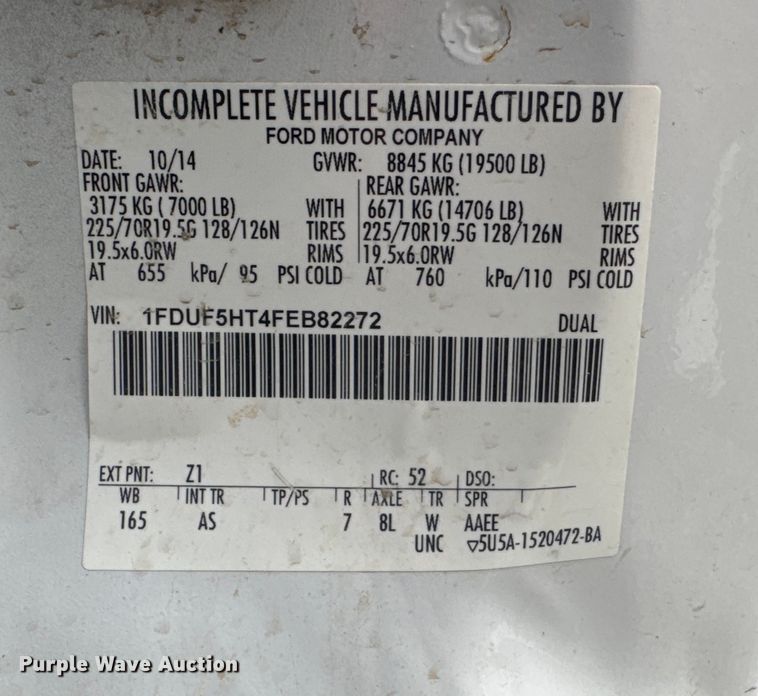 INCOMPLETE VEHICLE MANUFACTURED BY
FORD MOTOR COMPANY
DATE: 10/14 GVWR: 8845 KG (19500 LB)
FRONT GAWR: REAR GAWR:
3175 KG ( 7000 LB) WITH 6671 KG (14706 LB) WITH
225/70R19.5G 128/126N TIRES 225/70R19.5G 128/126N TIRES
19.5x6.0RW RIMS 19.5x6.0RW RIMS
AT 655 kPa/ 95 PSI COLD AT 760 kPa/110 PSI COLD
VIN: 1FDUF5HT4FEB82272 DUAL
EXT PNT: Z1 RC: 52 DSO:
WB INT TR TP/PS R AXLE TR SPR
165 AS 7 8L W AAEE
UNC ▽5U5A-1520472-BA
Purple Wave Auction